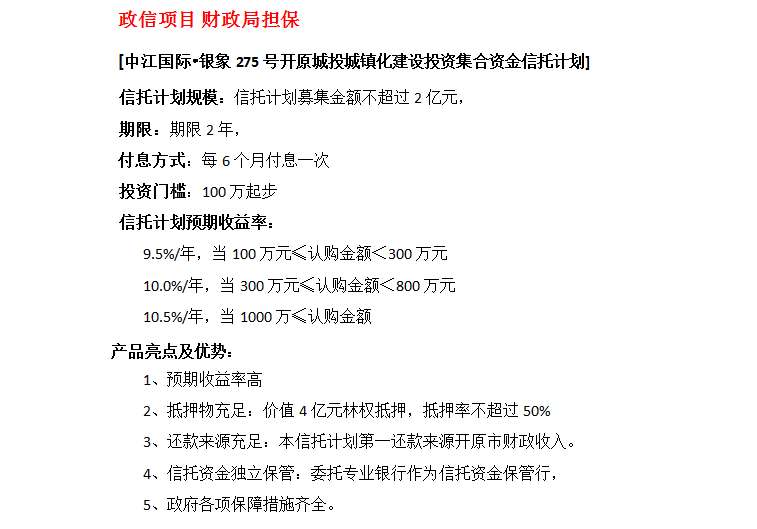 政信项目 财政局担保
[中江国际•银象 275 号开原城投城镇化建设投资集合资金信托计划]
信托计划规模：信托计划募集金额不超过 2 亿元，
期限：期限 2 年，
付息方式：每 6 个月付息一次
投资门槛：100 万起步
信托计划预期收益率：
9.5%/年，当 100 万元≤认购金额＜300 万元
10.0%/年，当 300 万元≤认购金额＜800 万元
10.5%/年，当 1000 万≤认购金额
产品亮点及优势：
1、预期收益率高
2、抵押物充足：价值 4 亿元林权抵押，抵押率不超过 50%
3、还款来源充足：本信托计划第一还款来源开原市财政收入。
4、信托资金独立保管：委托专业银行作为信托资金保管行，
5、政府各项保障措施齐全。